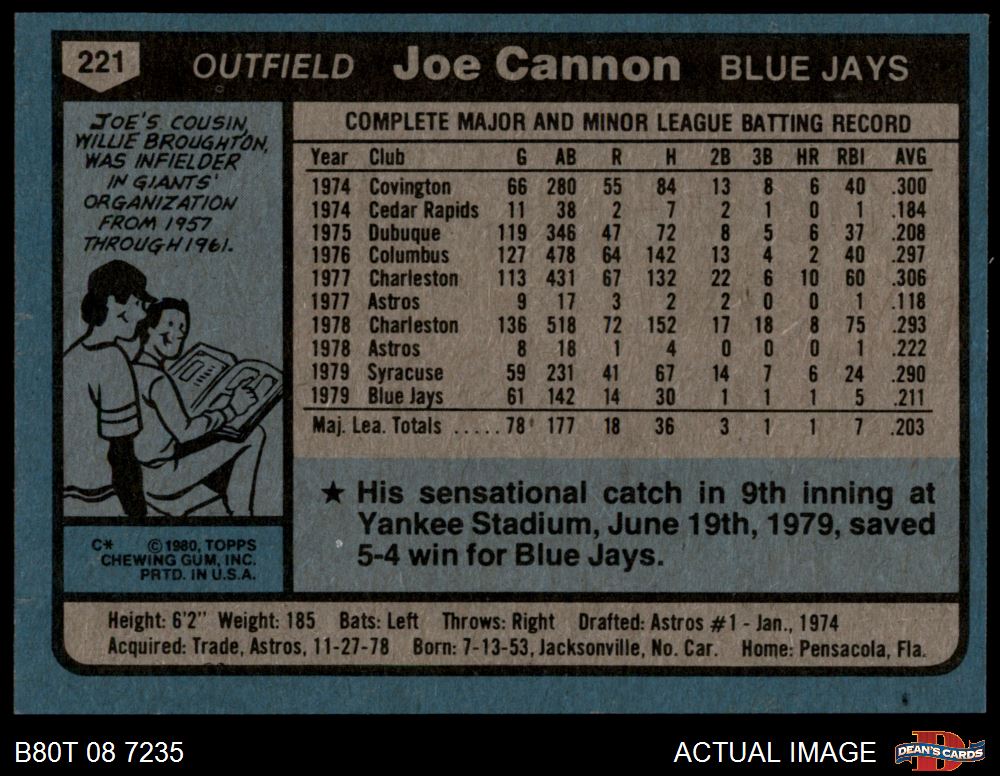 221 OUTFIELD Joe Cannon BLUE JAYS
JOE'S COUSIN,
WILLIE BROUGHTON,
WAS INFIELDER
IN GIANTS'
ORGANIZATION
FROM 1957
THROUGH 1961.
C* ©1980, TOPPS
CHEWING GUM, INC.
PRTD. IN U.S.A.
COMPLETE MAJOR AND MINOR LEAGUE BATTING RECORD
Year Club G AB R H 2B 3B HR RBI AVG
1974 Covington 66 280 55 84 13 8 6 40 .300
1974 Cedar Rapids 11 38 2 7 2 1 0 1 .184
1975 Dubuque 119 346 47 72 8 5 6 37 .208
1976 Columbus 127 478 64 142 13 4 2 40 .297
1977 Charleston 113 431 67 132 22 6 10 60 .306
1977 Astros 9 17 3 2 2 0 0 1 .118
1978 Charleston 136 518 72 152 17 18 8 75 .293
1978 Astros 8 18 1 4 0 0 0 1 .222
1979 Syracuse 59 231 41 67 14 7 6 24 .290
1979 Blue Jays 61 142 14 30 1 1 1 5 .211
Maj. Lea. Totals ..... 78 177 18 36 3 1 1 7 .203
★ His sensational catch in 9th inning at
Yankee Stadium, June 19th, 1979, saved
5-4 win for Blue Jays.
Height: 6'2" Weight: 185 Bats: Left Throws: Right Drafted: Astros #1 - Jan., 1974
Acquired: Trade, Astros, 11-27-78 Born: 7-13-53, Jacksonville, No. Car. Home: Pensacola, Fla.
B80T 08 7235 ACTUAL IMAGE DEAN'S CARDS